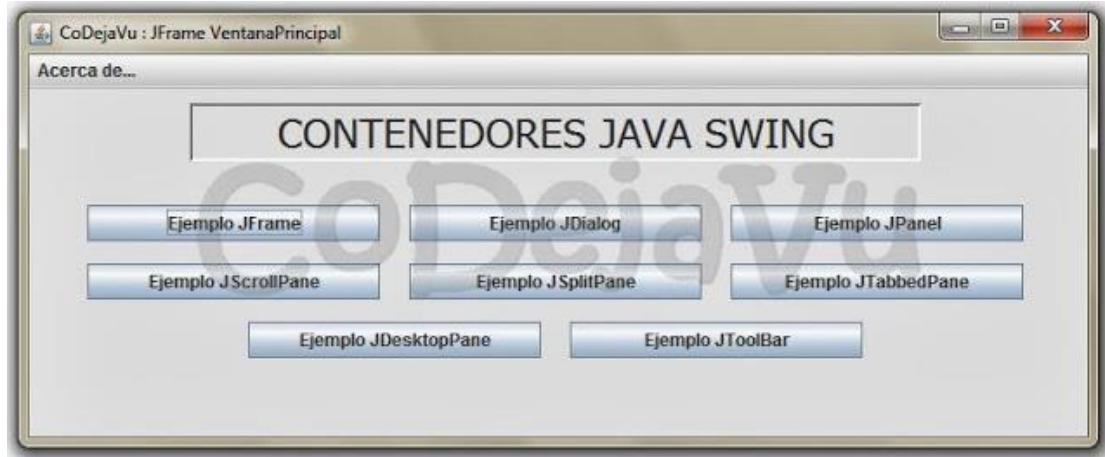 CoDejaVu : JFrame VentanaPrincipal
Acerca de...
CONTENEDORES JAVA SWING
CoDejaVu
Ejemplo JFrame Ejemplo JDialog Ejemplo JPanel
Ejemplo JScrollPane Ejemplo JSplitPane Ejemplo JTabbedPane
Ejemplo JDesktopPane Ejemplo JToolBar